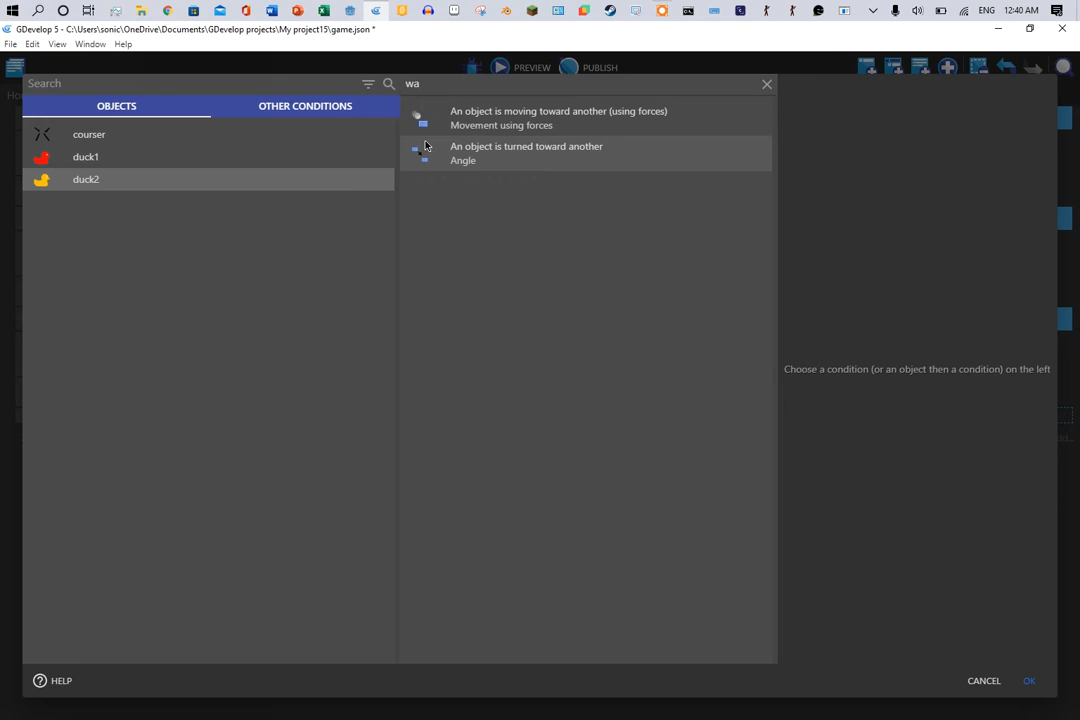 ENG 12:40 AM
GDevelop 5 - C:\Users\sonic\OneDrive\Documents\GDevelop projects\My project15\game.json *
File Edit View Window Help
PREVIEW PUBLISH
Search
wa
OBJECTS OTHER CONDITIONS
An object is moving toward another (using forces)
Movement using forces
courser
An object is turned toward another
Angle
duck1
duck2
Choose a condition (or an object then a condition) on the left
HELP
CANCEL OK